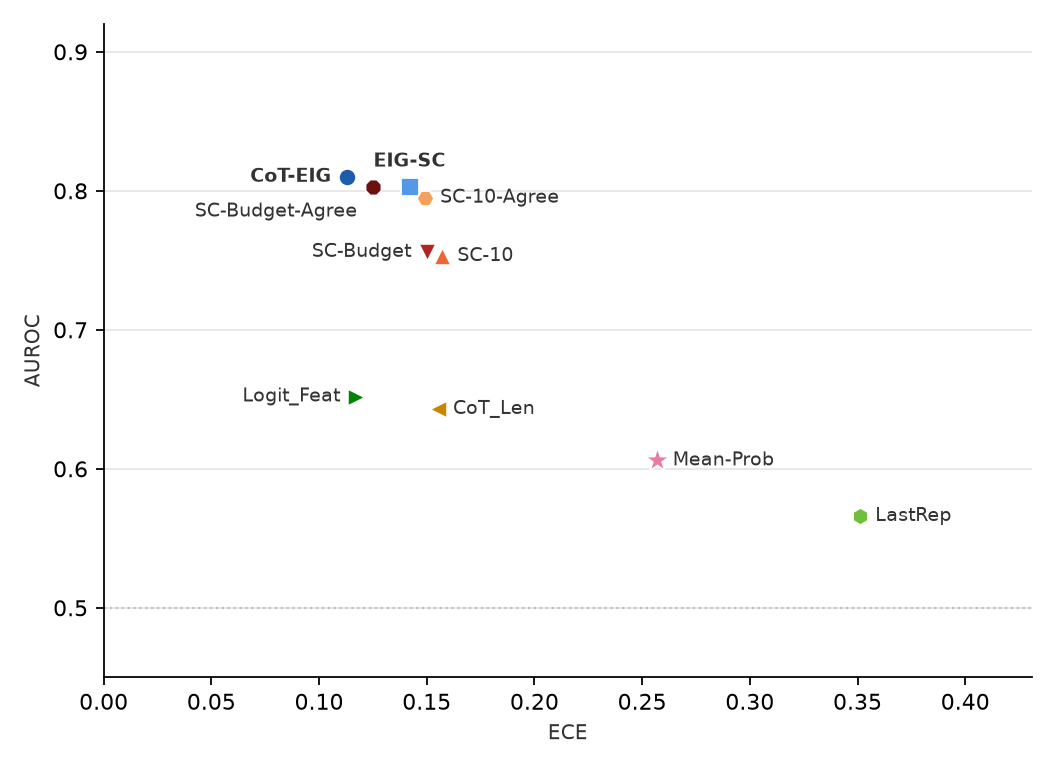 0.9
EIG-SC
CoT-EIG
0.8
SC-10-Agree
SC-Budget-Agree
SC-Budget
SC-10
0.7
AUROC
Logit_Feat
CoT_Len
0.6
Mean-Prob
LastRep
0.5
0.00 0.05 0.10 0.15 0.20 0.25 0.30 0.35 0.40
ECE